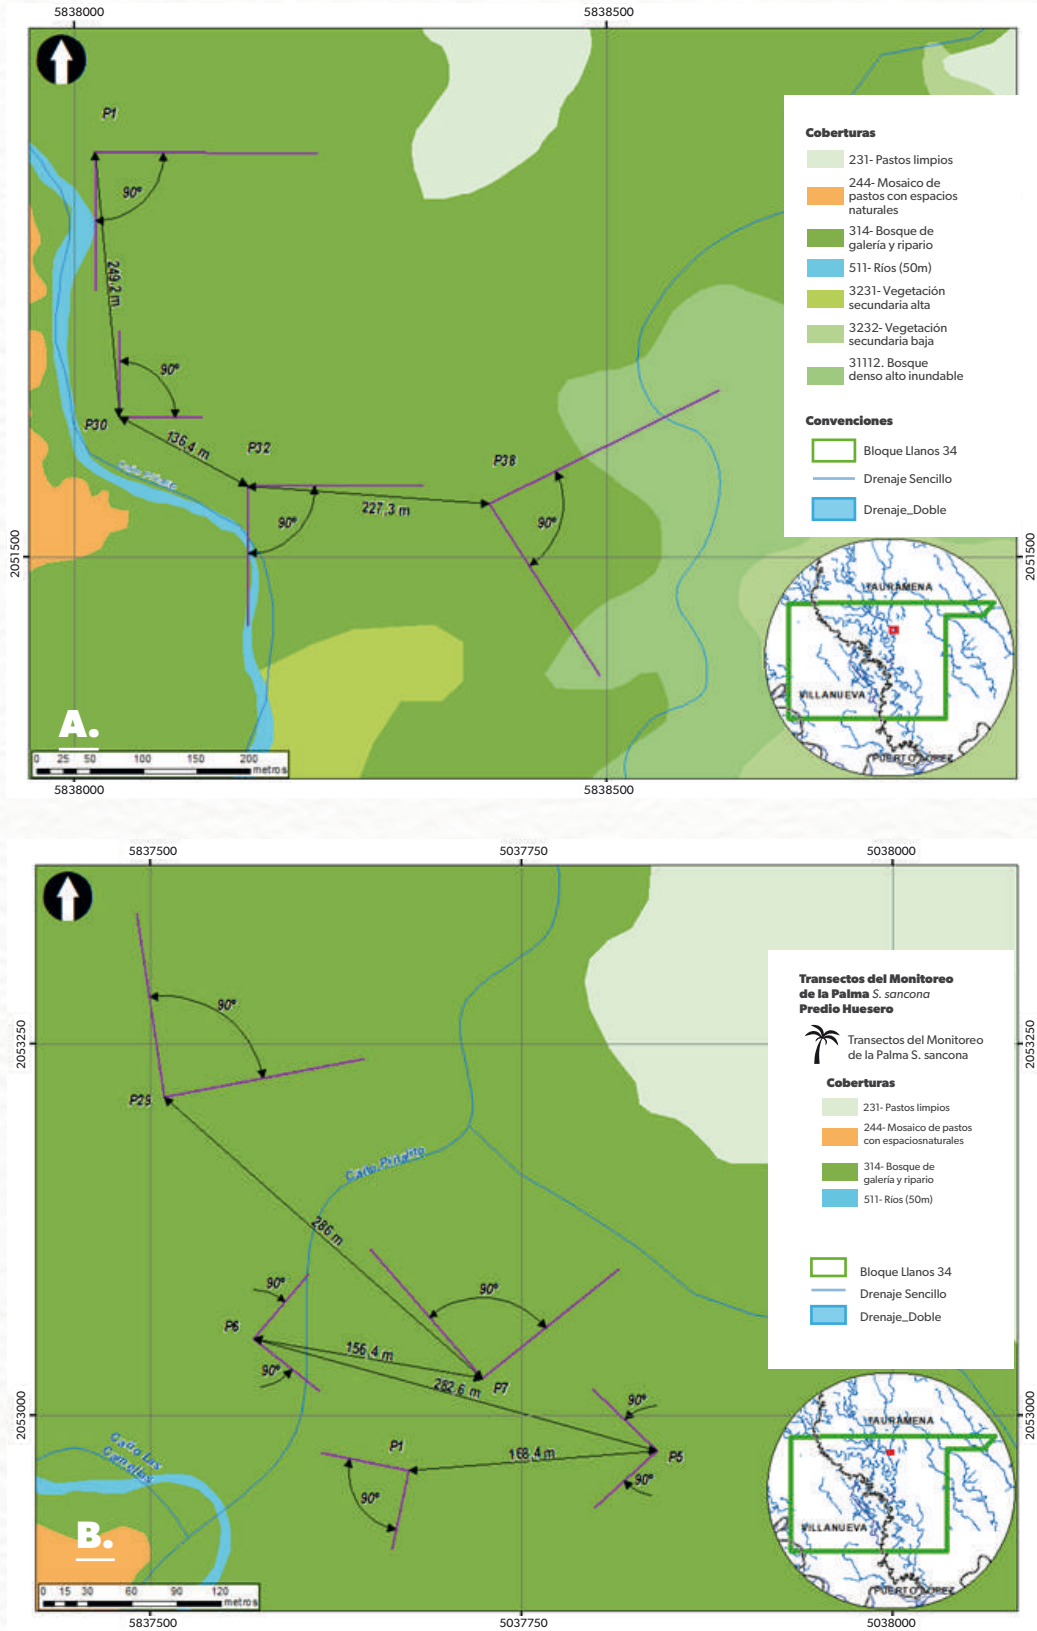 5838000
5838500
P1
90°
249,2 m
90°
P30
136,4 m
P32
P38
227,3 m
90°
90°
2051500
2051500
Coberturas
231- Pastos limpios
244- Mosaico de
pastos con espacios
naturales
314- Bosque de
galería y ripario
511- Ríos (50m)
3231- Vegetación
secundaria alta
3232- Vegetación
secundaria baja
31112. Bosque
denso alto inundable
Convenciones
Bloque Llanos 34
Drenaje Sencillo
Drenaje_Doble
TAURAMENA
VILLANUEVA
PUERTO LÓPEZ
A.
0 25 50 100 150 200
metros
5838000
5838500
5837500
5037750
5038000
90°
P29
2053250
2053250
Caño Piñalito
286 m
90°
90°
P6
156,4 m
90°
282,6 m
P7
90°
P5
90°
P1
168,4 m
90°
2053000
2053000
Caño Las
Camelias
Transectos del Monitoreo
de la Palma S. sancona
Predio Huesero
Transectos del Monitoreo
de la Palma S. sancona
Coberturas
231- Pastos limpios
244- Mosaico de pastos
con espaciosnaturales
314- Bosque de
galería y ripario
511- Ríos (50m)
Bloque Llanos 34
Drenaje Sencillo
Drenaje_Doble
TAURAMENA
VILLANUEVA
PUERTO LÓPEZ
B.
0 15 30 60 90 120
metros
5837500
5037750
5038000